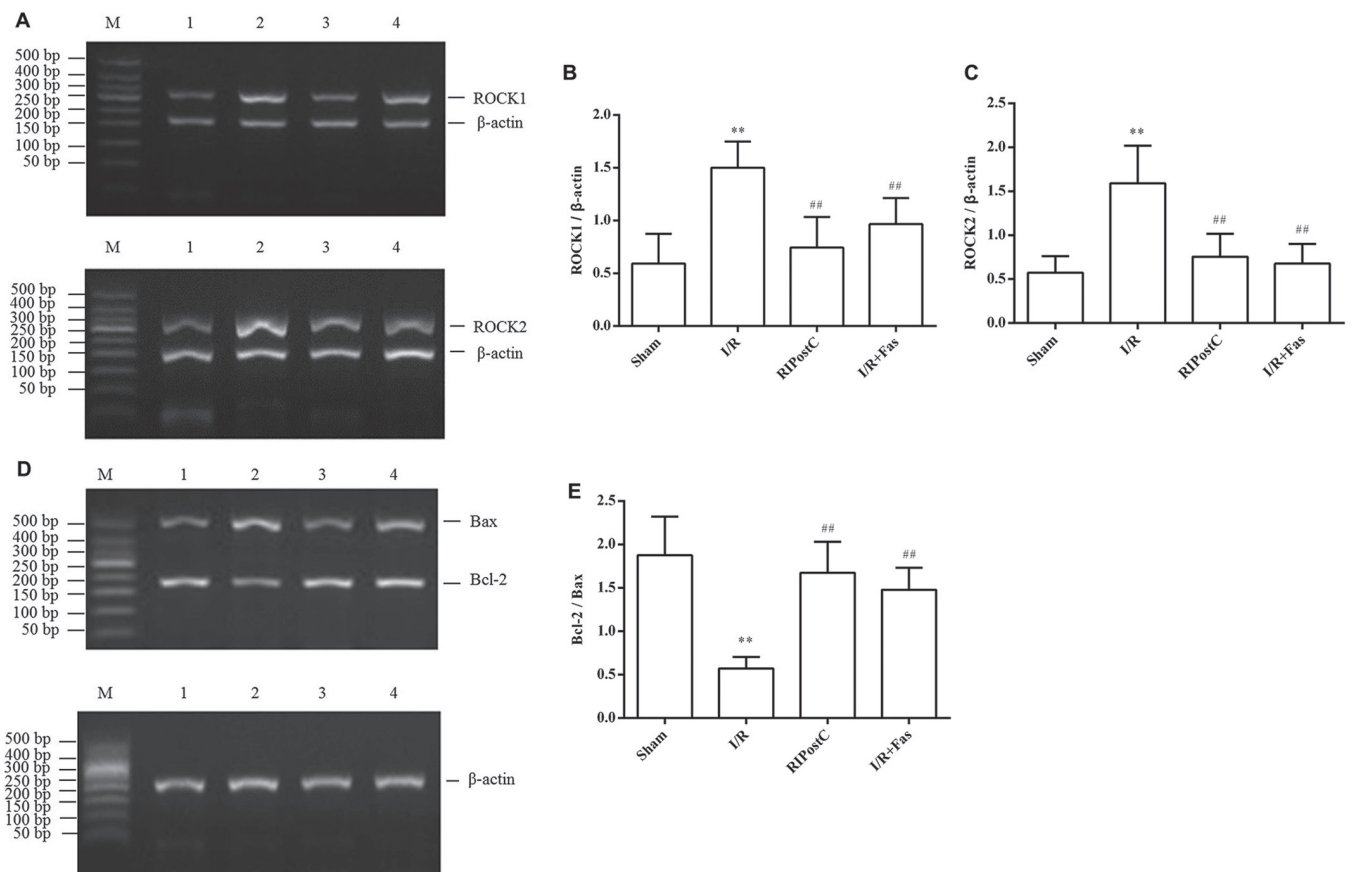 A
M 1 2 3 4
500 bp
400 bp
300 bp
250 bp
200 bp
150 bp
100 bp
50 bp
ROCK1
β-actin
M 1 2 3 4
500 bp
400 bp
300 bp
250 bp
200 bp
150 bp
100 bp
50 bp
ROCK2
β-actin
B
ROCK1 / β-actin
2.0
1.5
1.0
0.5
0.0
**
##
##
Sham
I/R
RIPostC
I/R+Fas
C
ROCK2 / β-actin
2.5
2.0
1.5
1.0
0.5
0.0
**
##
##
Sham
I/R
RIPostC
I/R+Fas
D
M 1 2 3 4
500 bp
400 bp
300 bp
250 bp
200 bp
150 bp
100 bp
50 bp
Bax
Bcl-2
M 1 2 3 4
500 bp
400 bp
300 bp
250 bp
200 bp
150 bp
100 bp
50 bp
β-actin
E
Bcl-2 / Bax
2.5
2.0
1.5
1.0
0.5
0.0
**
##
##
Sham
I/R
RIPostC
I/R+Fas